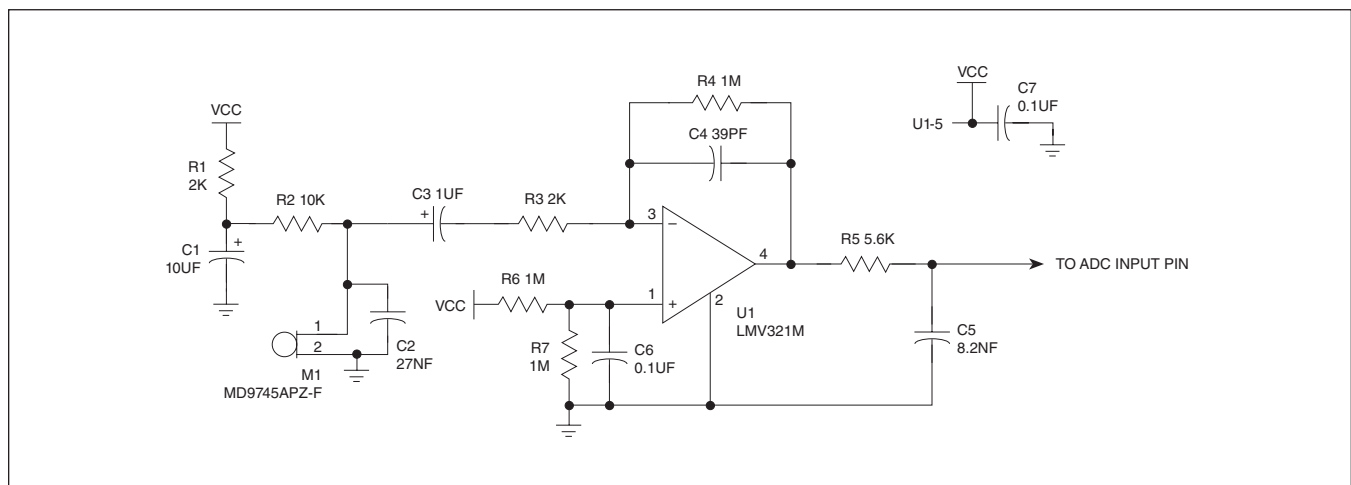 R4 1M
VCC
C7
0.1UF
VCC
C4 39PF
U1-5
R1
2K
C3 1UF
R3 2K
R2 10K
+
3
−
+
C1
10UF
4
R5 5.6K
TO ADC INPUT PIN
R6 1M
VCC
1
+
2
U1
LMV321M
1
2
C2
27NF
R7
1M
C6
0.1UF
C5
8.2NF
M1
MD9745APZ-F